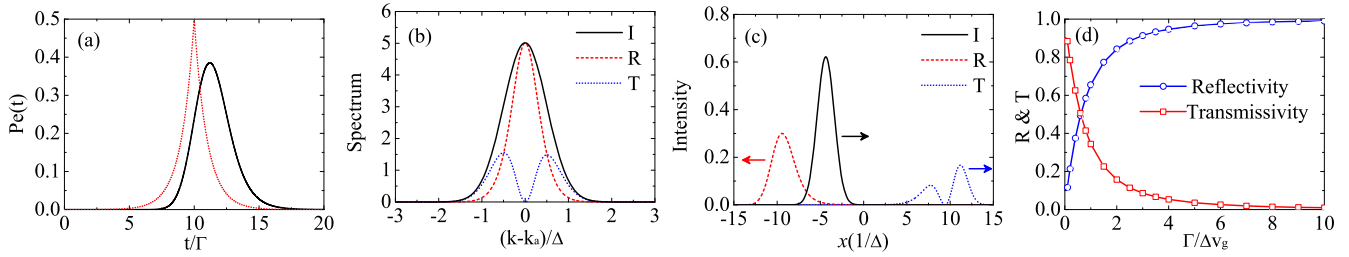 (a)
Pe(t)
0.5
0.4
0.3
0.2
0.1
0.0
0 5 10 15 20
t/Γ
(b)
Spectrum
6
5
4
3
2
1
0
-3 -2 -1 0 1 2 3
(k-kₐ)/Δ
I
R
T
(c)
Intensity
0.8
0.6
0.4
0.2
0.0
-15 -10 -5 0 5 10 15
x(1/Δ)
I
R
T
(d)
R & T
1.0
0.8
0.6
0.4
0.2
0.0
0 2 4 6 8 10
Γ/Δv_g
Reflectivity
Transmissivity